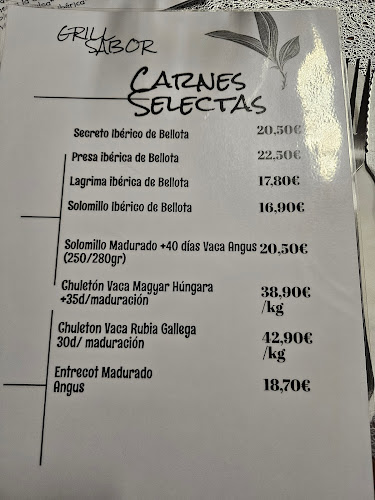 GRILL
SABOR
CARNES
SELECTAS
Secreto Ibérico de Bellota 20,50€
Presa ibérica de Bellota 22,50€
Lagrima ibérica de Bellota 17,80€
Solomillo Ibérico de Bellota 16,90€
Solomillo Madurado +40 días Vaca Angus 20,50€
(250/280gr)
Chuletón Vaca Magyar Húngara 38,90€
+35d/maduración /kg
Chuleton Vaca Rubia Gallega 42,90€
30d/ maduración /kg
Entrecot Madurado 18,70€
Angus